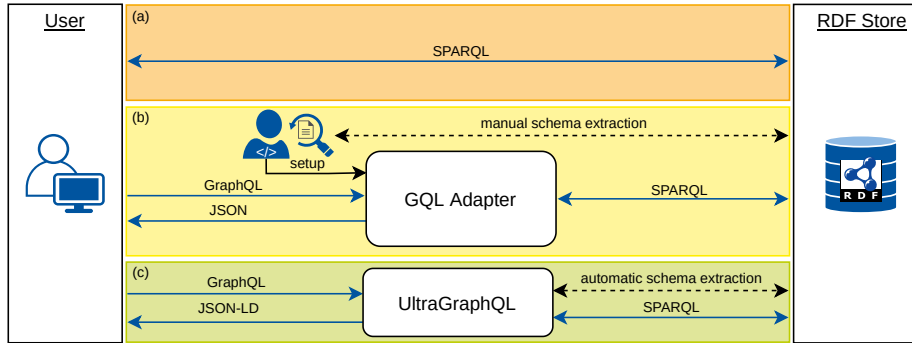 User
(a)
RDF Store
SPARQL
(b)
manual schema extraction
</>
setup
GraphQL
GQL Adapter
SPARQL
JSON
RDF
(c)
GraphQL
UltraGraphQL
automatic schema extraction
JSON-LD
SPARQL